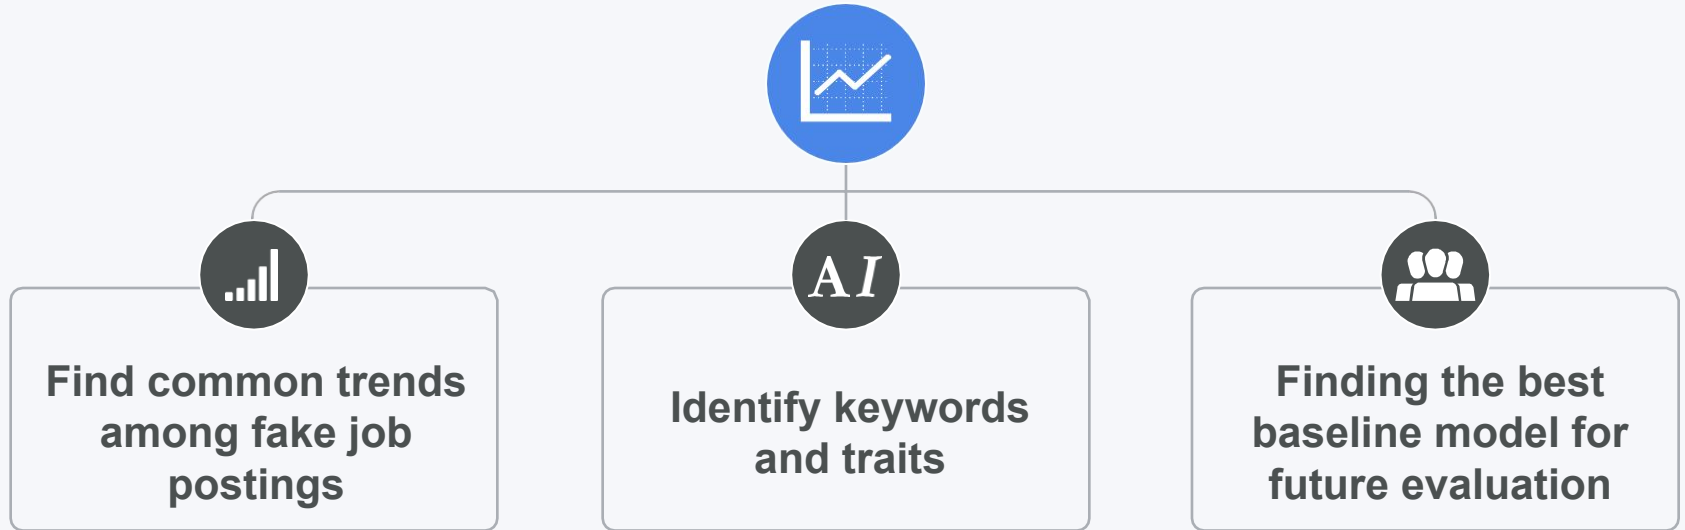 AI
Find common trends
among fake job
postings
Identify keywords
and traits
Finding the best
baseline model for
future evaluation